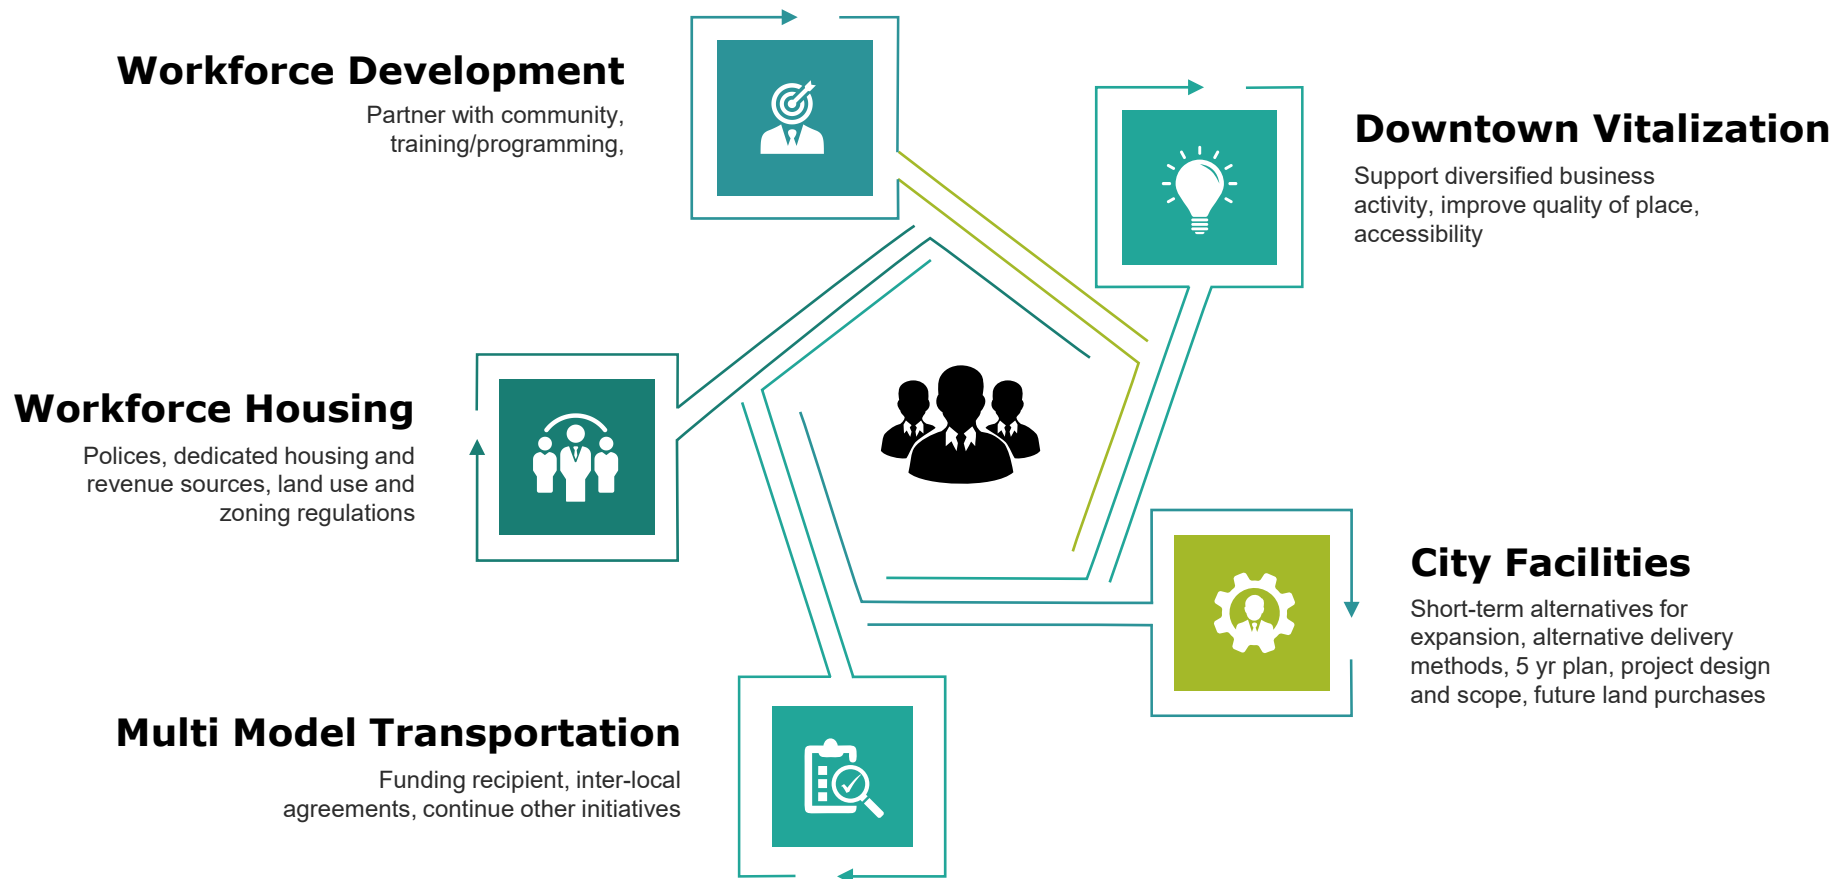 Workforce Development
Partner with community,
training/programming,
Downtown Vitalization
Support diversified business
activity, improve quality of place,
accessibility
Workforce Housing
Polices, dedicated housing and
revenue sources, land use and
zoning regulations
City Facilities
Short-term alternatives for
expansion, alternative delivery
methods, 5 yr plan, project design
and scope, future land purchases
Multi Model Transportation
Funding recipient, inter-local
agreements, continue other initiatives